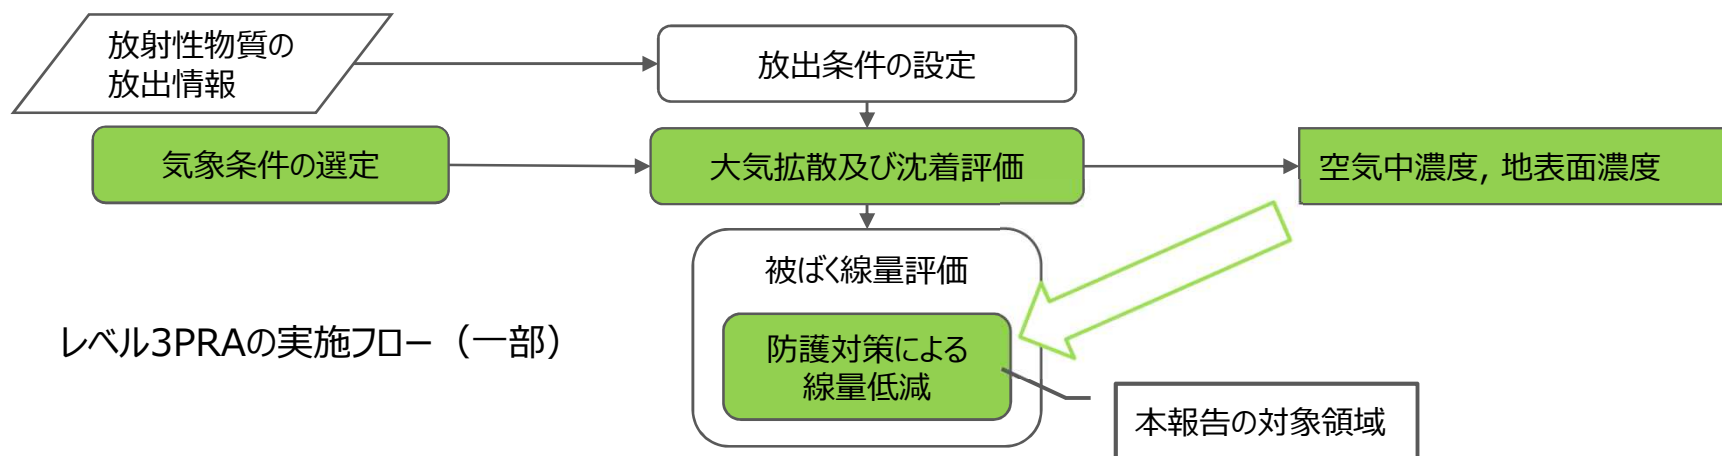 放射性物質の
放出情報
放出条件の設定
気象条件の選定
大気拡散及び沈着評価
空気中濃度, 地表面濃度
被ばく線量評価
レベル3PRAの実施フロー（一部）
防護対策による
線量低減
本報告の対象領域